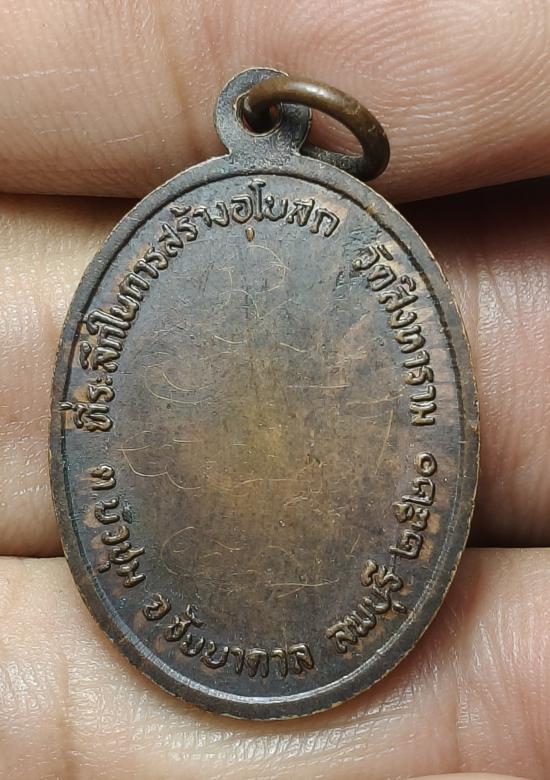 ที่ระลึกในการสร้างอุโบสถ วัดสิงหาราม
ต บัวชุม อ ชัยบาดาล ลพบุรี ๒๕๒๐